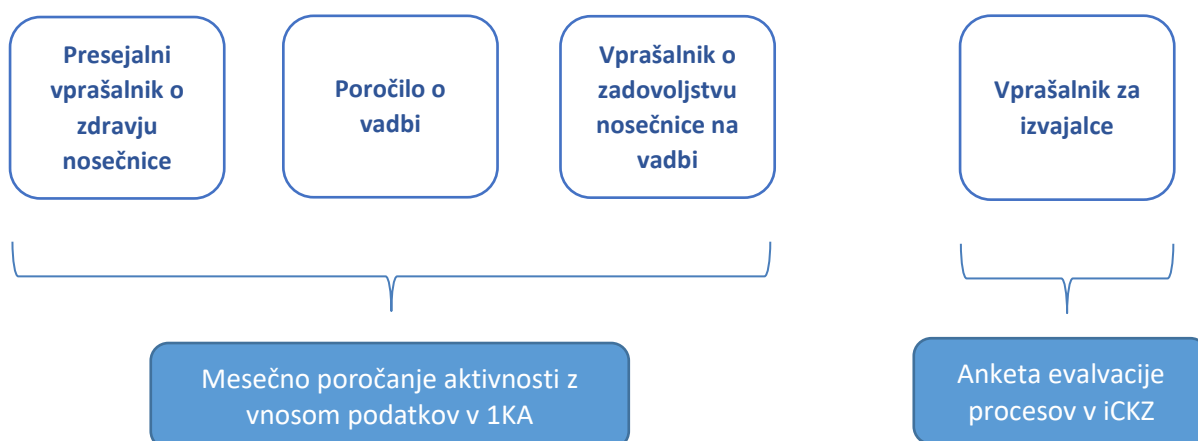 Presejalni
vprašalnik o
zdravju
nosečnice
Poročilo o
vadbi
Vprašalnik o
zadovoljstvu
nosečnice na
vadbi
Vprašalnik za
izvajalce
Mesečno poročanje aktivnosti z
vnosom podatkov v 1KA
Anketa evalvacije
procesov v iCKZ